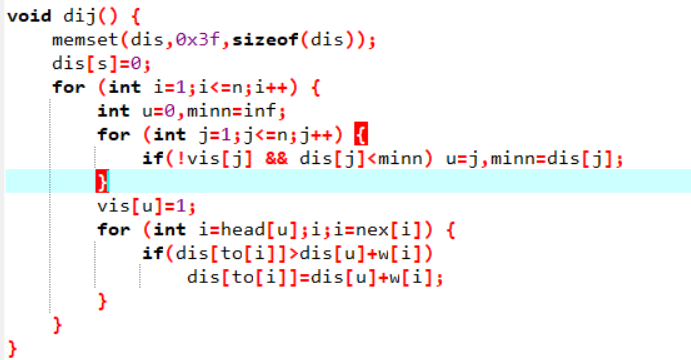 void dij() {
    memset(dis,0x3f,sizeof(dis));
    dis[s]=0;
    for (int i=1;i<=n;i++) {
        int u=0,minn=inf;
        for (int j=1;j<=n;j++) {
            if(!vis[j] && dis[j]<minn) u=j,minn=dis[j];
        }
        vis[u]=1;
        for (int i=head[u];i;i=nex[i]) {
            if(dis[to[i]]>dis[u]+w[i])
                dis[to[i]]=dis[u]+w[i];
        }
    }
}